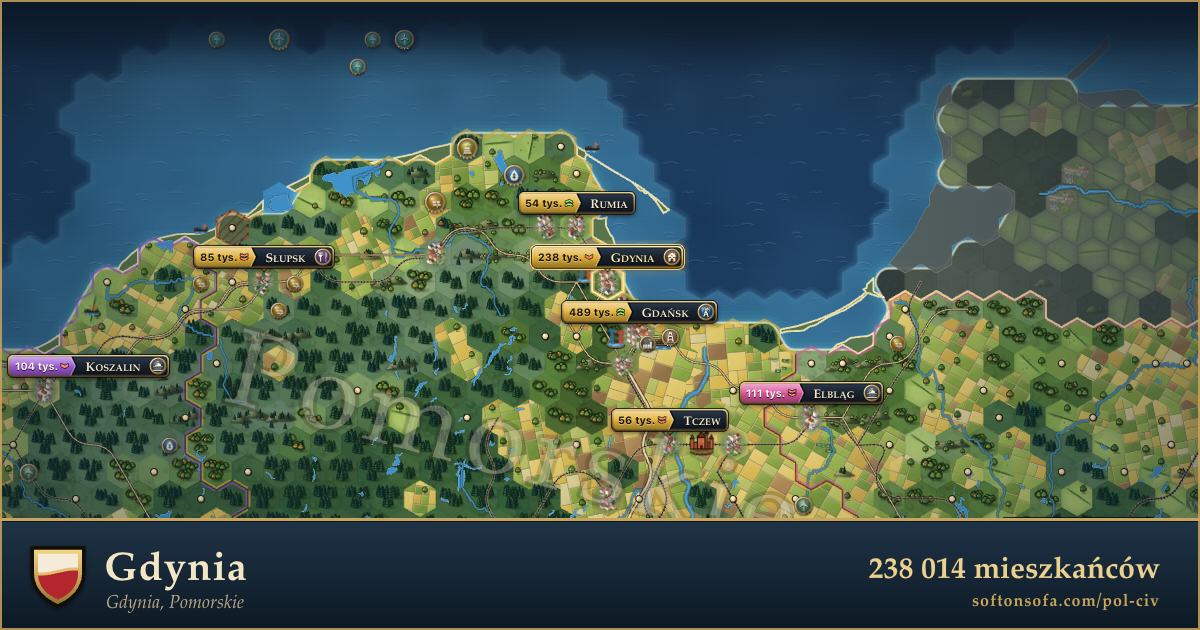 54 tys. RUMIA
85 tys. SŁUPSK
238 tys. GDYNIA
489 tys. GDAŃSK
104 tys. KOSZALIN
111 tys. ELBLĄG
56 tys. TCZEW
Pomorskie
Gdynia
Gdynia, Pomorskie
238 014 mieszkańców
softonsofa.com/pol-civ